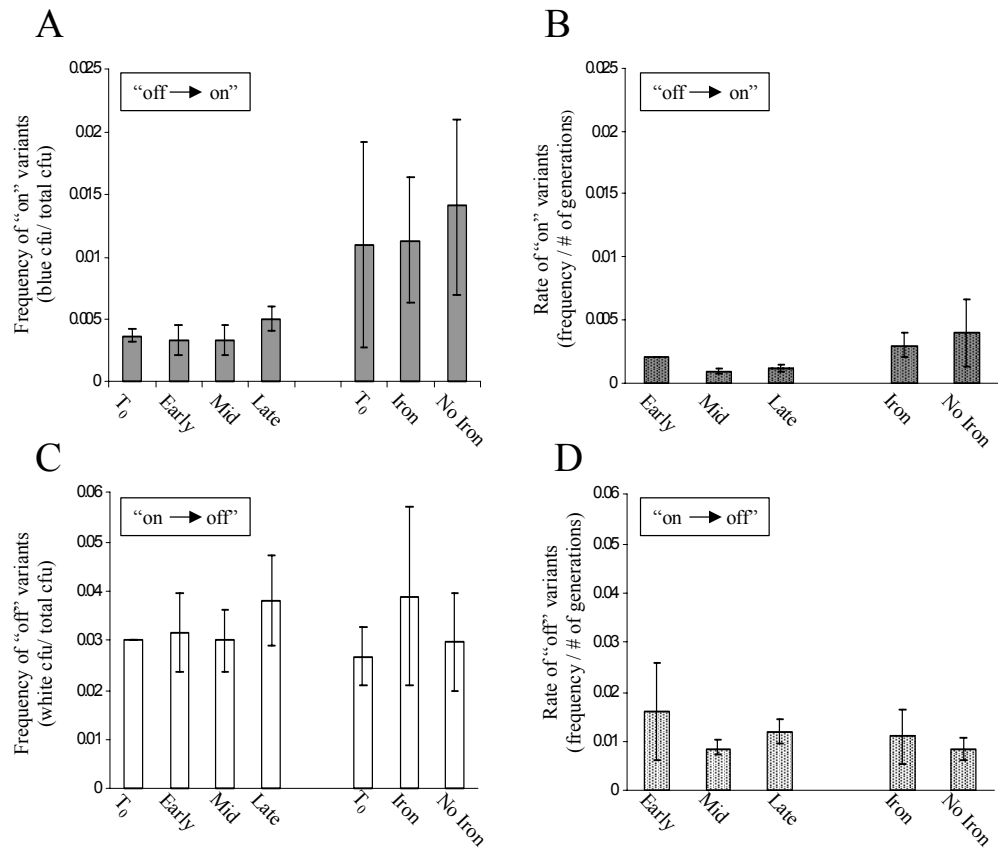 A
0.025
0.02
0.015
0.01
0.005
0
Frequency of “on” variants
(blue cfu/ total cfu)
“off → on”
T0
Early
Mid
Late
T0
Iron
No Iron
B
0.025
0.02
0.015
0.01
0.005
0
Rate of “on” variants
(frequency / # of generations)
“off → on”
Early
Mid
Late
Iron
No Iron
C
0.06
0.05
0.04
0.03
0.02
0.01
0
Frequency of “off” variants
(white cfu/ total cfu)
“on → off”
T0
Early
Mid
Late
T0
Iron
No Iron
D
0.06
0.05
0.04
0.03
0.02
0.01
0
Rate of “off” variants
(frequency / # of generations)
“on → off”
Early
Mid
Late
Iron
No Iron